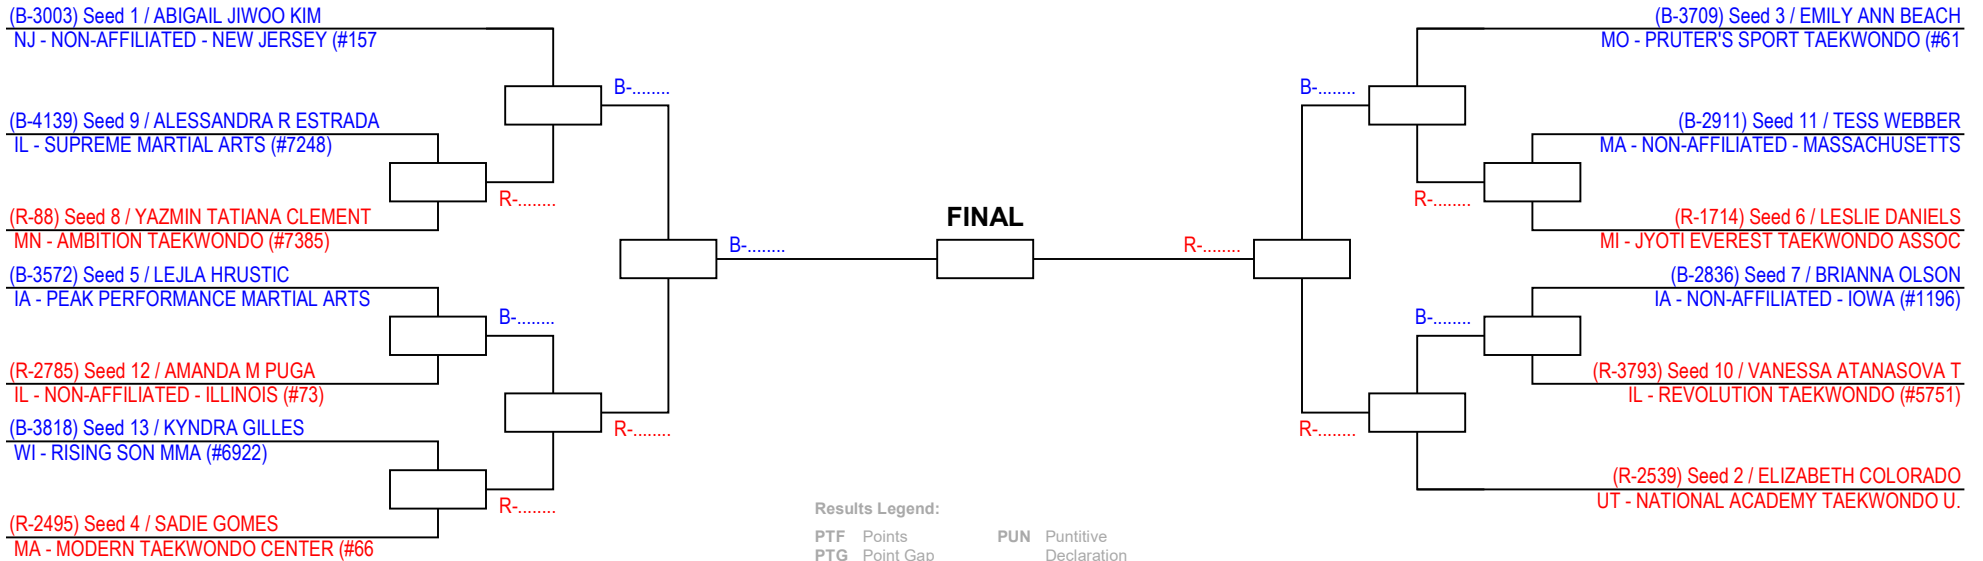 (B-3003) Seed 1 / ABIGAIL JIWOO KIM
NJ - NON-AFFILIATED - NEW JERSEY (#157
B-........
(B-4139) Seed 9 / ALESSANDRA R ESTRADA
IL - SUPREME MARTIAL ARTS (#7248)
R-........
(R-88) Seed 8 / YAZMIN TATIANA CLEMENT
MN - AMBITION TAEKWONDO (#7385)
B-........
(B-3572) Seed 5 / LEJLA HRUSTIC
IA - PEAK PERFORMANCE MARTIAL ARTS
B-........
(R-2785) Seed 12 / AMANDA M PUGA
IL - NON-AFFILIATED - ILLINOIS (#73)
R-........
(B-3818) Seed 13 / KYNDRA GILLES
WI - RISING SON MMA (#6922)
R-........
(R-2495) Seed 4 / SADIE GOMES
MA - MODERN TAEKWONDO CENTER (#66
FINAL
(B-3709) Seed 3 / EMILY ANN BEACH
MO - PRUTER'S SPORT TAEKWONDO (#61
B-........
(B-2911) Seed 11 / TESS WEBBER
MA - NON-AFFILIATED - MASSACHUSETTS
R-........
(R-1714) Seed 6 / LESLIE DANIELS
MI - JYOTI EVEREST TAEKWONDO ASSOC
R-........
(B-2836) Seed 7 / BRIANNA OLSON
IA - NON-AFFILIATED - IOWA (#1196)
B-........
(R-3793) Seed 10 / VANESSA ATANASOVA T
IL - REVOLUTION TAEKWONDO (#5751)
R-........
(R-2539) Seed 2 / ELIZABETH COLORADO
UT - NATIONAL ACADEMY TAEKWONDO U.
Results Legend:
PTF Points
PTG Point Gap
PUN Puntitive
Declaration